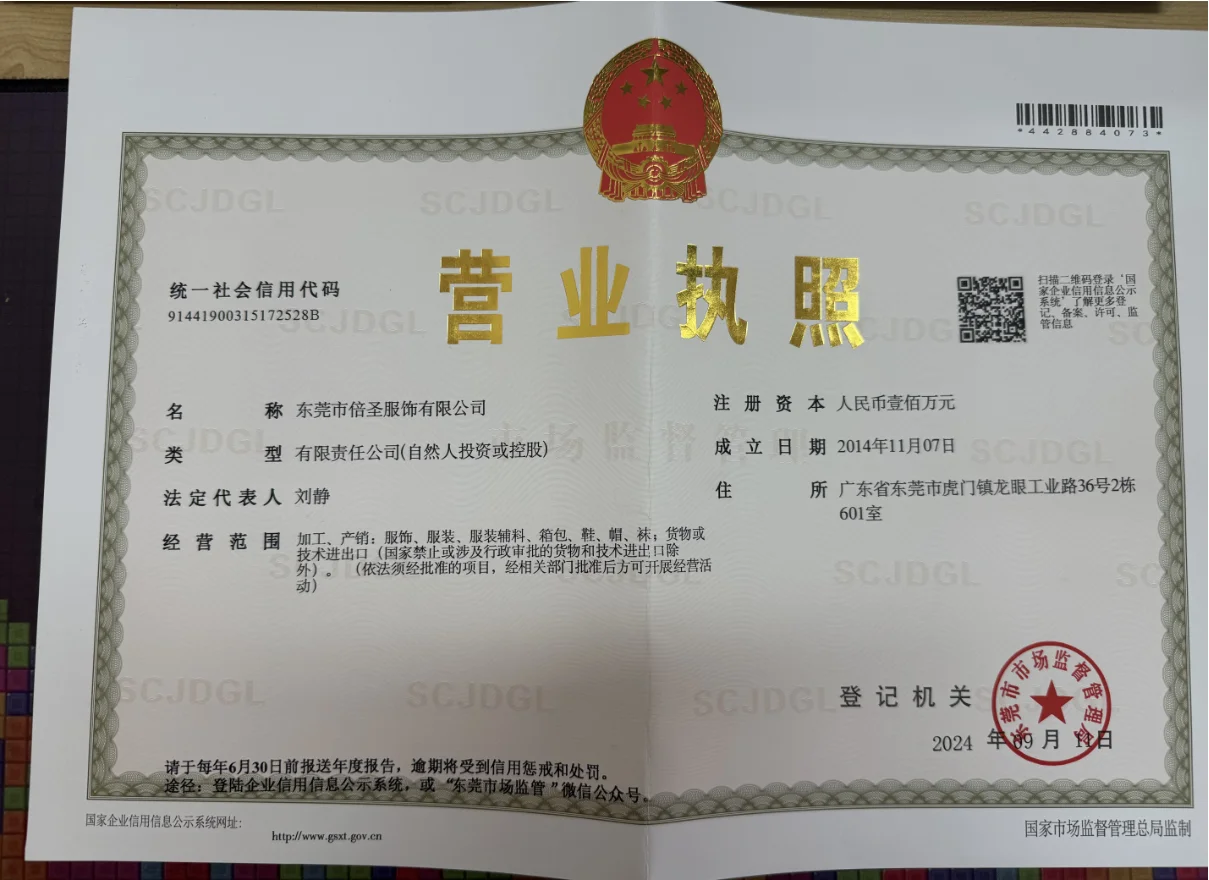 *442884073*
营业执照
统一社会信用代码
91441900315172528B
扫描二维码登录‘国
家企业信用信息公示
系统’了解更多登
记、备案、许可、监
管信息
名称 东莞市倍圣服饰有限公司
类型 有限责任公司(自然人投资或控股)
法定代表人 刘静
经营范围 加工、产销：服饰、服装、服装辅料、箱包、鞋、帽、袜；货物或
技术进出口（国家禁止或涉及行政审批的货物和技术进出口除
外）。（依法须经批准的项目，经相关部门批准后方可开展经营活
动）
注册资本 人民币壹佰万元
成立日期 2014年11月07日
住所 广东省东莞市虎门镇龙眼工业路36号2栋
601室
登记机关
东莞市市场监督管理局
2024 年 09 月 11 日
请于每年6月30日前报送年度报告，逾期将受到信用惩戒和处罚。
途径：登陆企业信用信息公示系统，或“东莞市场监管”微信公众号。
国家企业信用信息公示系统网址：
http://www.gsxt.gov.cn
国家市场监督管理总局监制
SCJDGL
市场监督管理